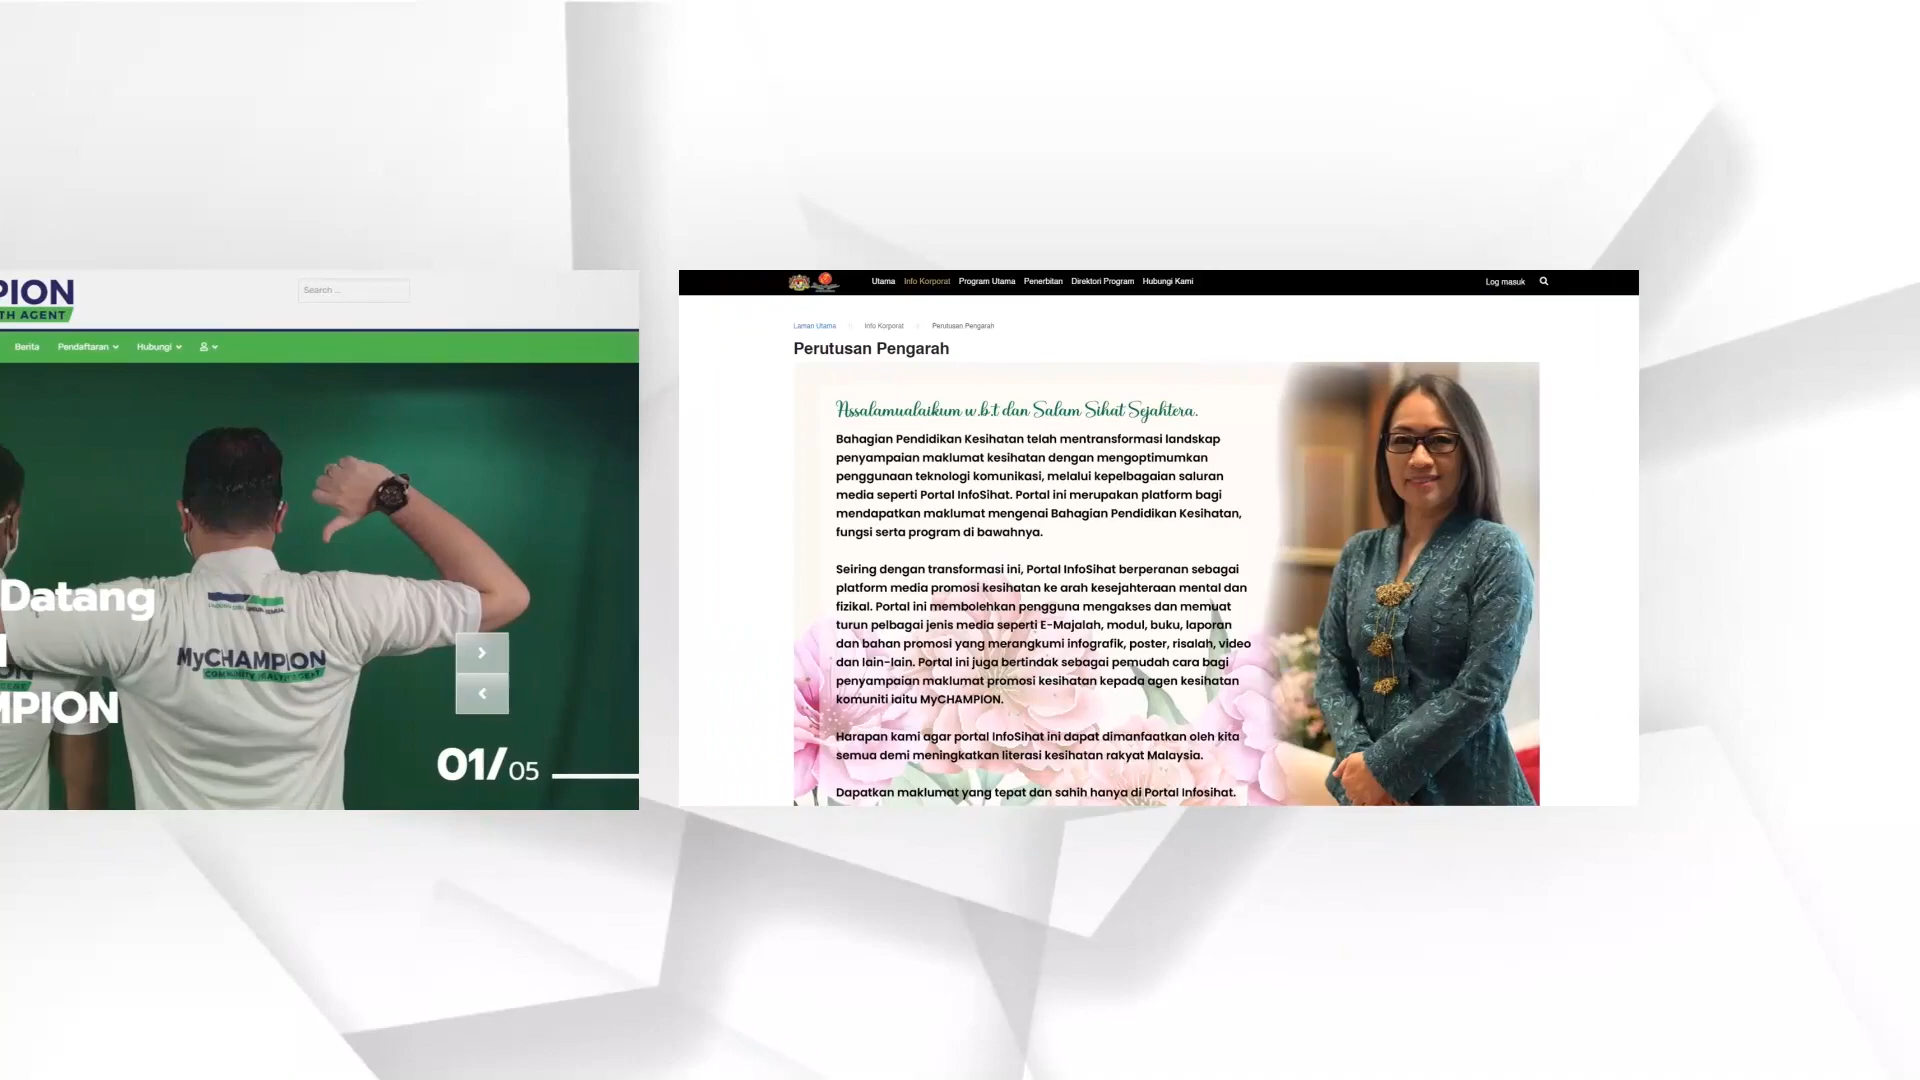 PION
TH AGENT
Search ...
Berita Pendaftaran Hubungi
Datang
MPION
MyCHAMPION
COMMUNITY HEALTH AGENT
01/05
Utama Info Korporat Program Utama Penerbitan Direktori Program Hubungi Kami
Log masuk
Laman Utama Info Korporat Perutusan Pengarah
Perutusan Pengarah
Assalamualaikum w.b.t dan Salam Sihat Sejahtera.
Bahagian Pendidikan Kesihatan telah mentransformasi landskap
penyampaian maklumat kesihatan dengan mengoptimumkan
penggunaan teknologi komunikasi, melalui kepelbagaian saluran
media seperti Portal InfoSihat. Portal ini merupakan platform bagi
mendapatkan maklumat mengenai Bahagian Pendidikan Kesihatan,
fungsi serta program di bawahnya.
Seiring dengan transformasi ini, Portal InfoSihat berperanan sebagai
platform media promosi kesihatan ke arah kesejahteraan mental dan
fizikal. Portal ini membolehkan pengguna mengakses dan memuat
turun pelbagai jenis media seperti E-Majalah, modul, buku, laporan
dan bahan promosi yang merangkumi infografik, poster, risalah, video
dan lain-lain. Portal ini juga bertindak sebagai pemudah cara bagi
penyampaian maklumat promosi kesihatan kepada agen kesihatan
komuniti iaitu MyCHAMPION.
Harapan kami agar portal InfoSihat ini dapat dimanfaatkan oleh kita
semua demi meningkatkan literasi kesihatan rakyat Malaysia.
Dapatkan maklumat yang tepat dan sahih hanya di Portal Infosihat.